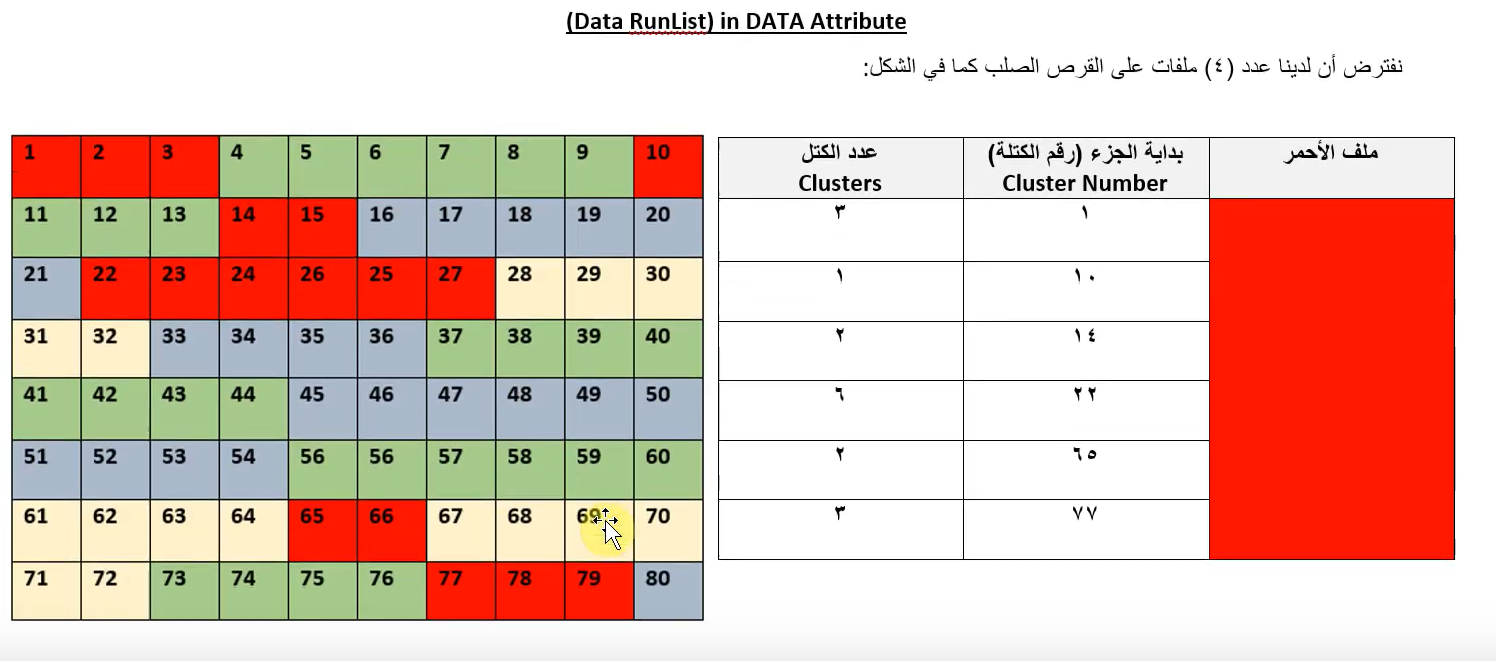 (Data RunList) in DATA Attribute
نفترض أن لدينا عدد (٤) ملفات على القرص الصلب كما في الشكل:
1 2 3 4 5 6 7 8 9 10
11 12 13 14 15 16 17 18 19 20
21 22 23 24 26 25 27 28 29 30
31 32 33 34 35 36 37 38 39 40
41 42 43 44 45 46 47 48 49 50
51 52 53 54 56 56 57 58 59 60
61 62 63 64 65 66 67 68 69 70
71 72 73 74 75 76 77 78 79 80
ملف الأحمر
بداية الجزء (رقم الكتلة)
Cluster Number
عدد الكتل
Clusters
١ ٣
١٠ ١
١٤ ٢
٢٢ ٦
٦٥ ٢
٧٧ ٣